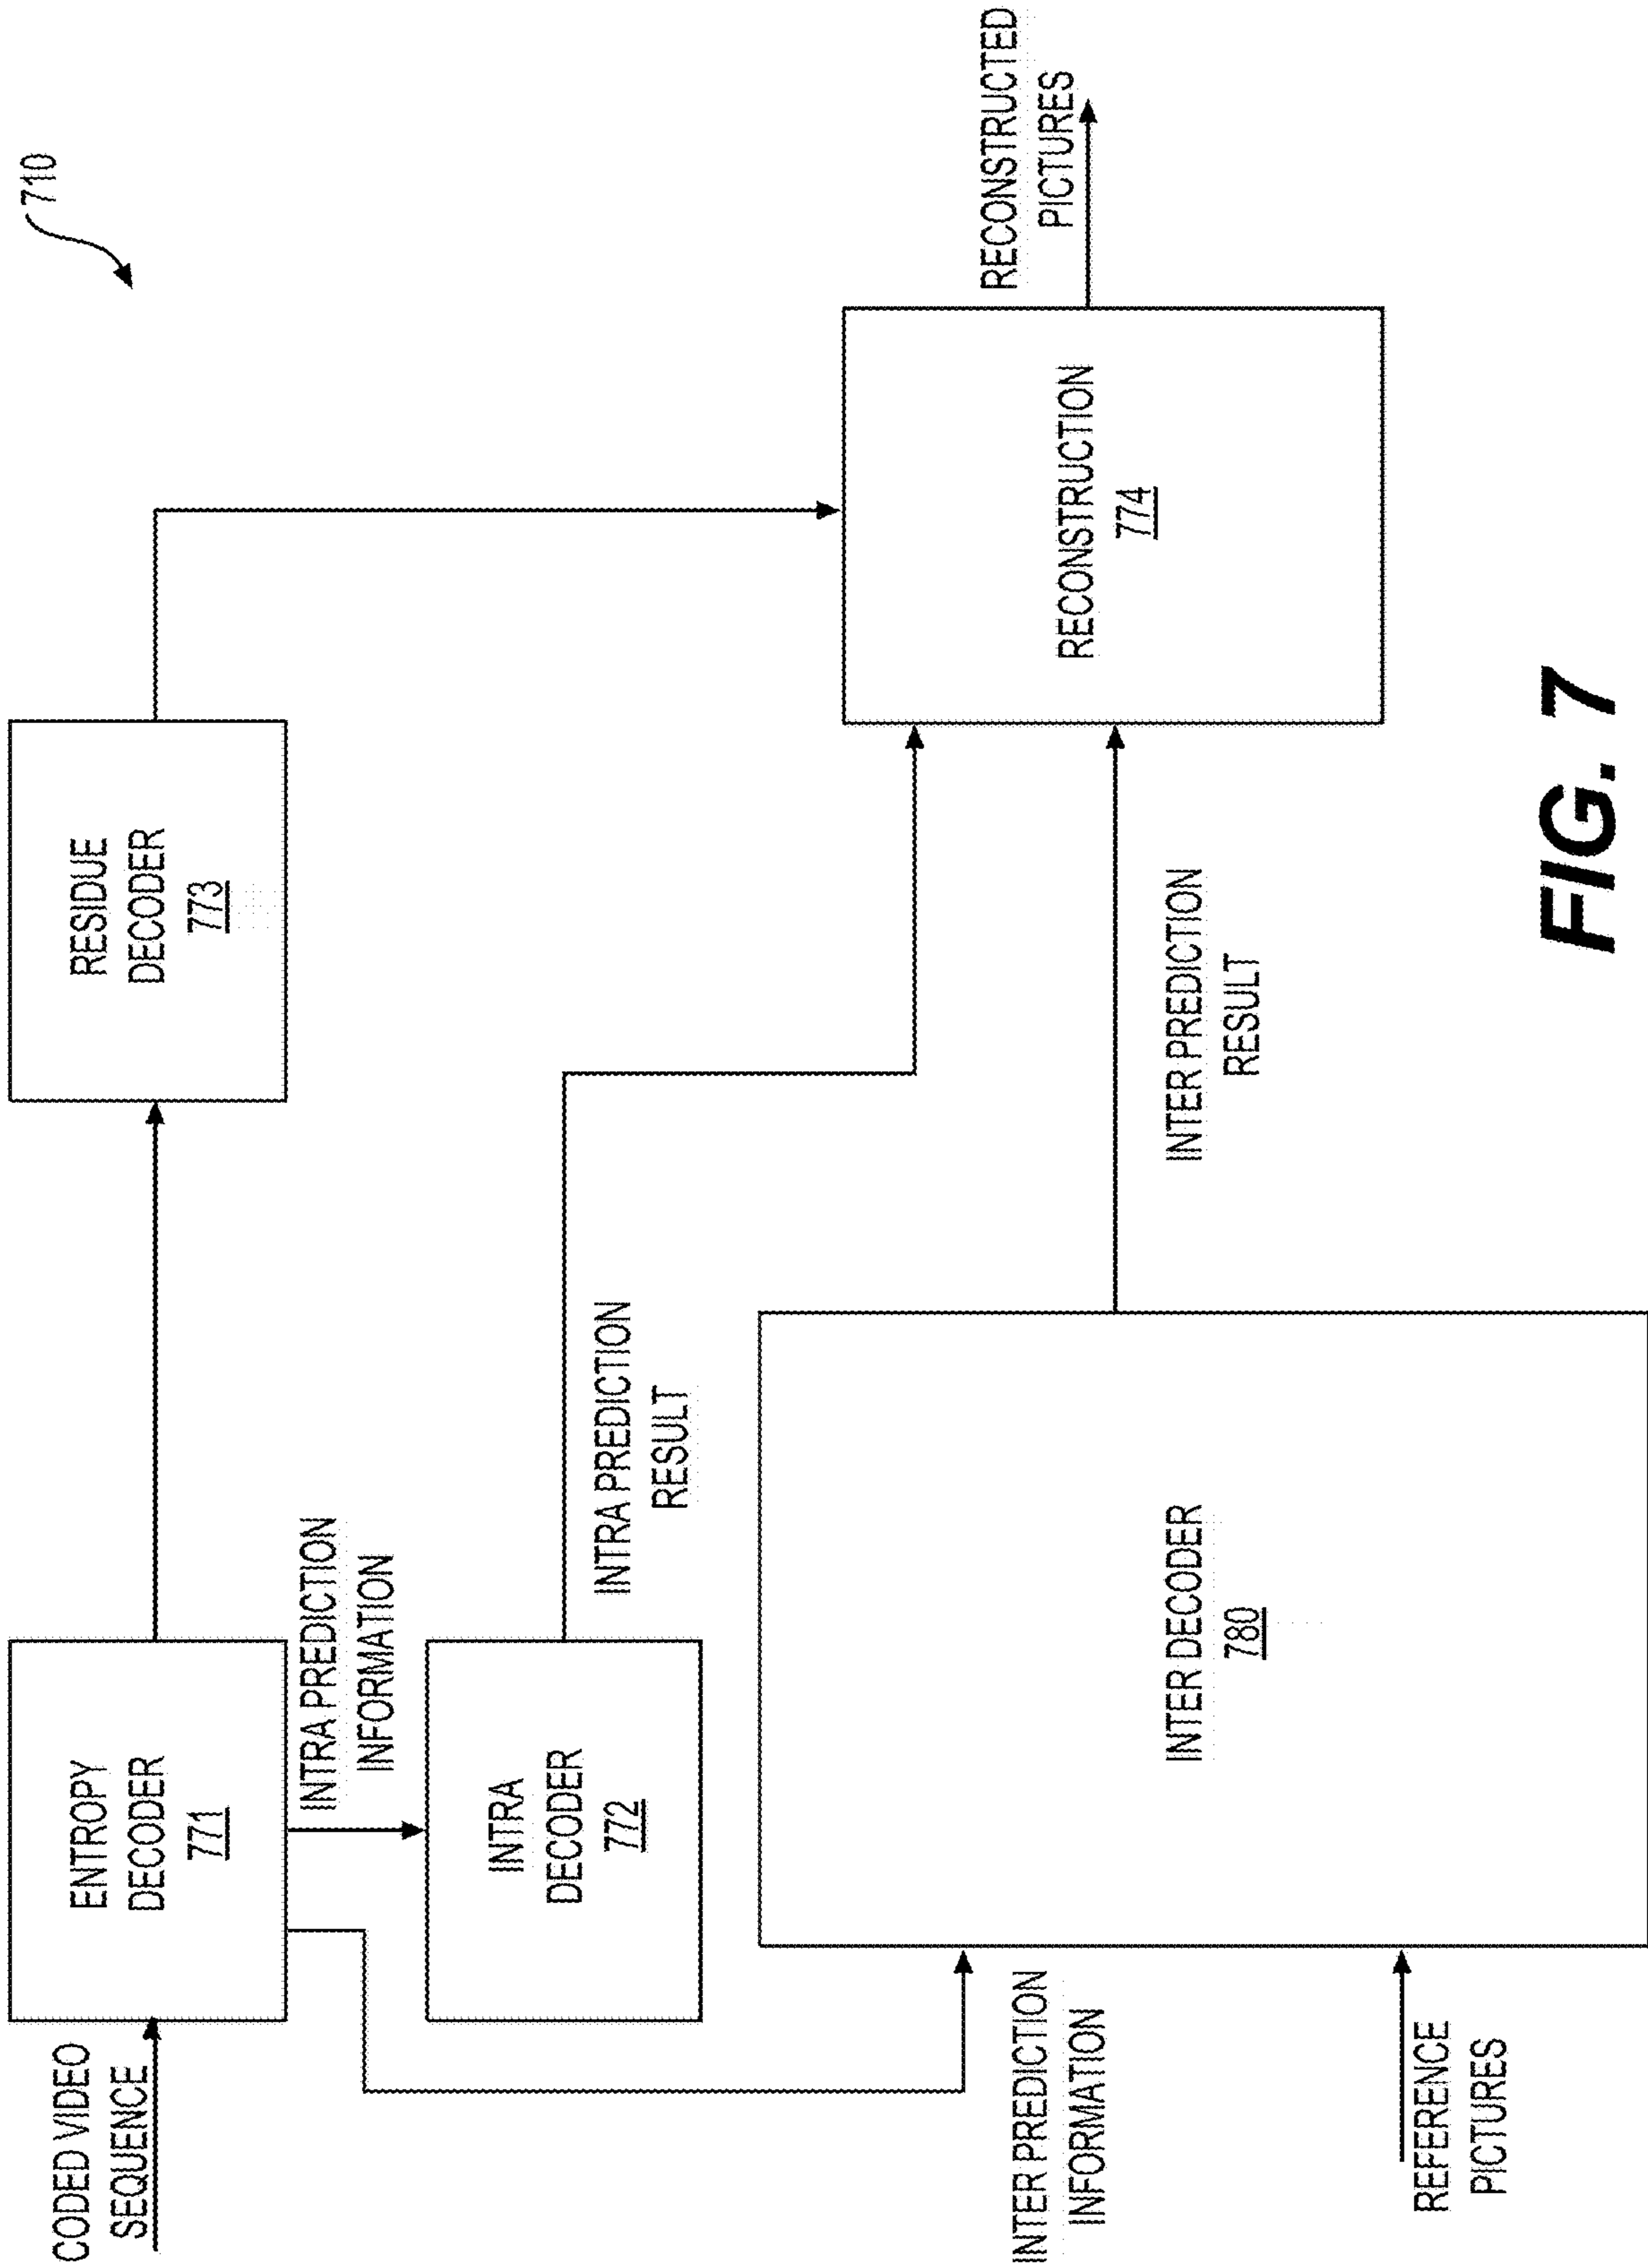 710
CODED VIDEO
SEQUENCE
ENTROPY
DECODER
771
RESIDUE
DECODER
773
INTRA PREDICTION
INFORMATION
INTRA
DECODER
772
INTRA PREDICTION
RESULT
INTER PREDICTION
INFORMATION
REFERENCE
PICTURES
INTER DECODER
780
INTER PREDICTION
RESULT
RECONSTRUCTION
774
RECONSTRUCTED
PICTURES
FIG. 7